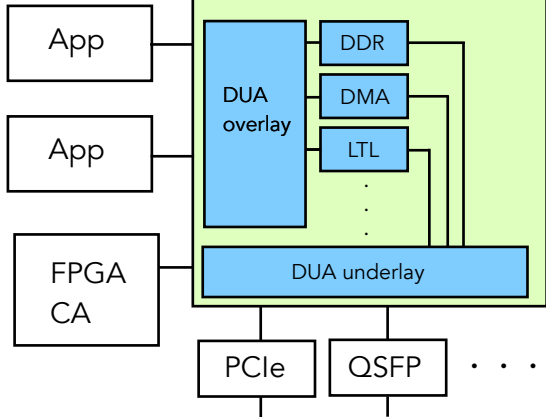 App
App
FPGA
CA
DUA
overlay
DDR
DMA
LTL
. . .
DUA underlay
PCIe
QSFP
. . .